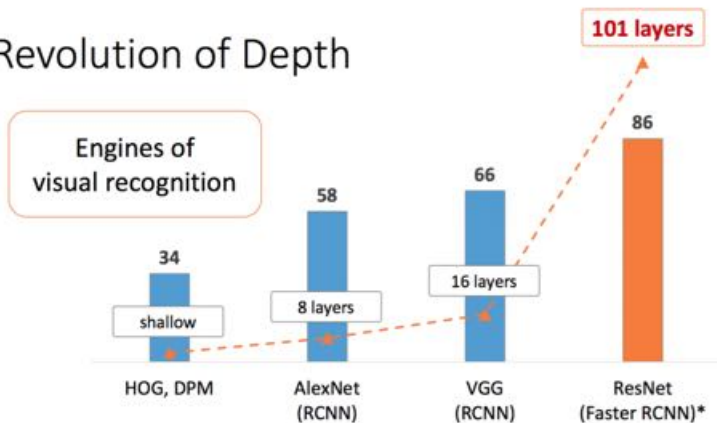 Revolution of Depth
101 layers
Engines of
visual recognition
86
66
58
34
16 layers
8 layers
shallow
HOG, DPM
AlexNet
(RCNN)
VGG
(RCNN)
ResNet
(Faster RCNN)*